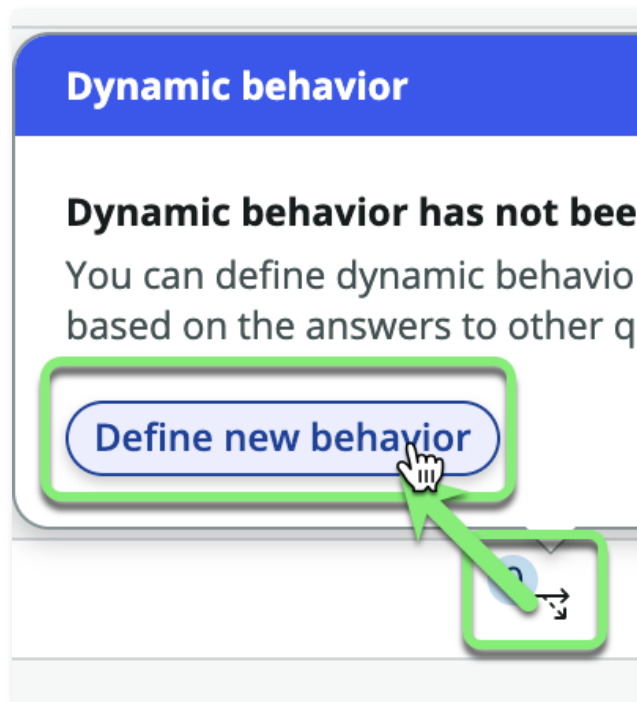 Dynamic behavior
Dynamic behavior has not bee
You can define dynamic behavio
based on the answers to other q
Define new behavior
0